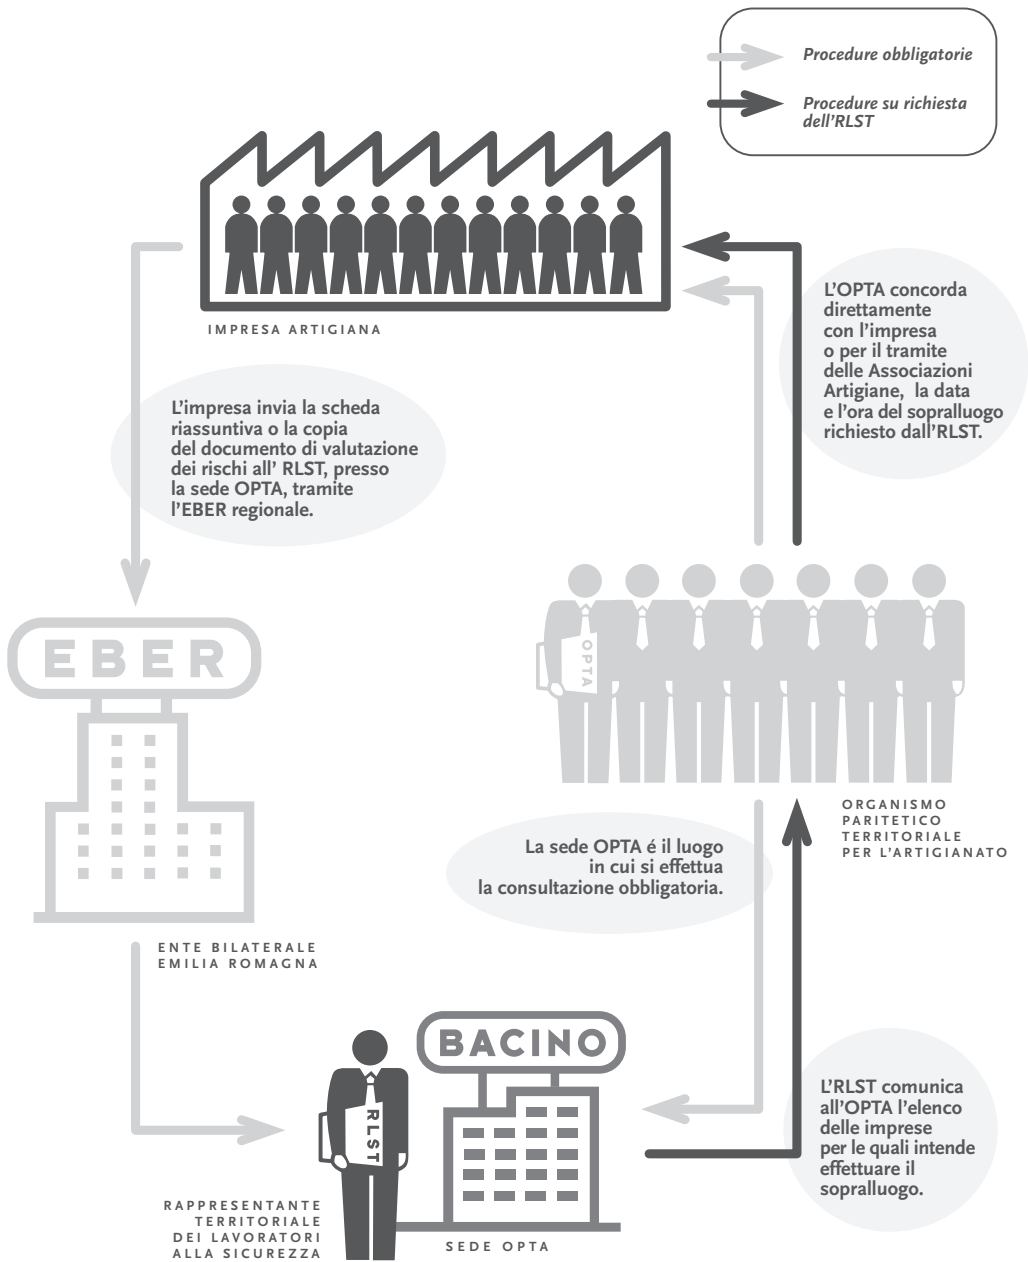 Procedure obbligatorie
Procedure su richiesta
dell’RLST
IMPRESA ARTIGIANA
L’OPTA concorda
direttamente
con l’impresa
o per il tramite
delle Associazioni
Artigiane,  la data
e l’ora del sopralluogo
richiesto dall’RLST.
L’impresa invia la scheda
riassuntiva o la copia
del documento di valutazione
dei rischi all’ RLST, presso
la sede OPTA, tramite
l’EBER regionale.
EBER
OPTA
ORGANISMO
PARITETICO
TERRITORIALE
PER L’ARTIGIANATO
La sede OPTA é il luogo
in cui si effettua
la consultazione obbligatoria.
ENTE BILATERALE
EMILIA ROMAGNA
BACINO
RLST
L’RLST comunica
all’OPTA l’elenco
delle imprese
per le quali intende
effettuare il
sopralluogo.
RAPPRESENTANTE
TERRITORIALE
DEI LAVORATORI
ALLA SICUREZZA
SEDE OPTA